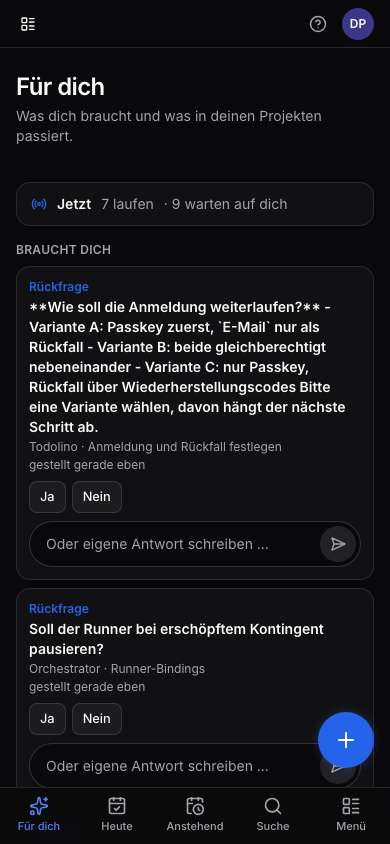 DP
Für dich
Was dich braucht und was in deinen Projekten
passiert.
Jetzt 7 laufen · 9 warten auf dich
BRAUCHT DICH
Rückfrage
**Wie soll die Anmeldung weiterlaufen?** -
Variante A: Passkey zuerst, `E-Mail` nur als
Rückfall - Variante B: beide gleichberechtigt
nebeneinander - Variante C: nur Passkey,
Rückfall über Wiederherstellungscodes Bitte
eine Variante wählen, davon hängt der nächste
Schritt ab.
Todolino · Anmeldung und Rückfall festlegen
gestellt gerade eben
Ja Nein
Oder eigene Antwort schreiben ...
Rückfrage
Soll der Runner bei erschöpftem Kontingent
pausieren?
Orchestrator · Runner-Bindings
gestellt gerade eben
Ja Nein
Oder eigene Antwort schreiben ...
Für dich Heute Anstehend Suche Menü